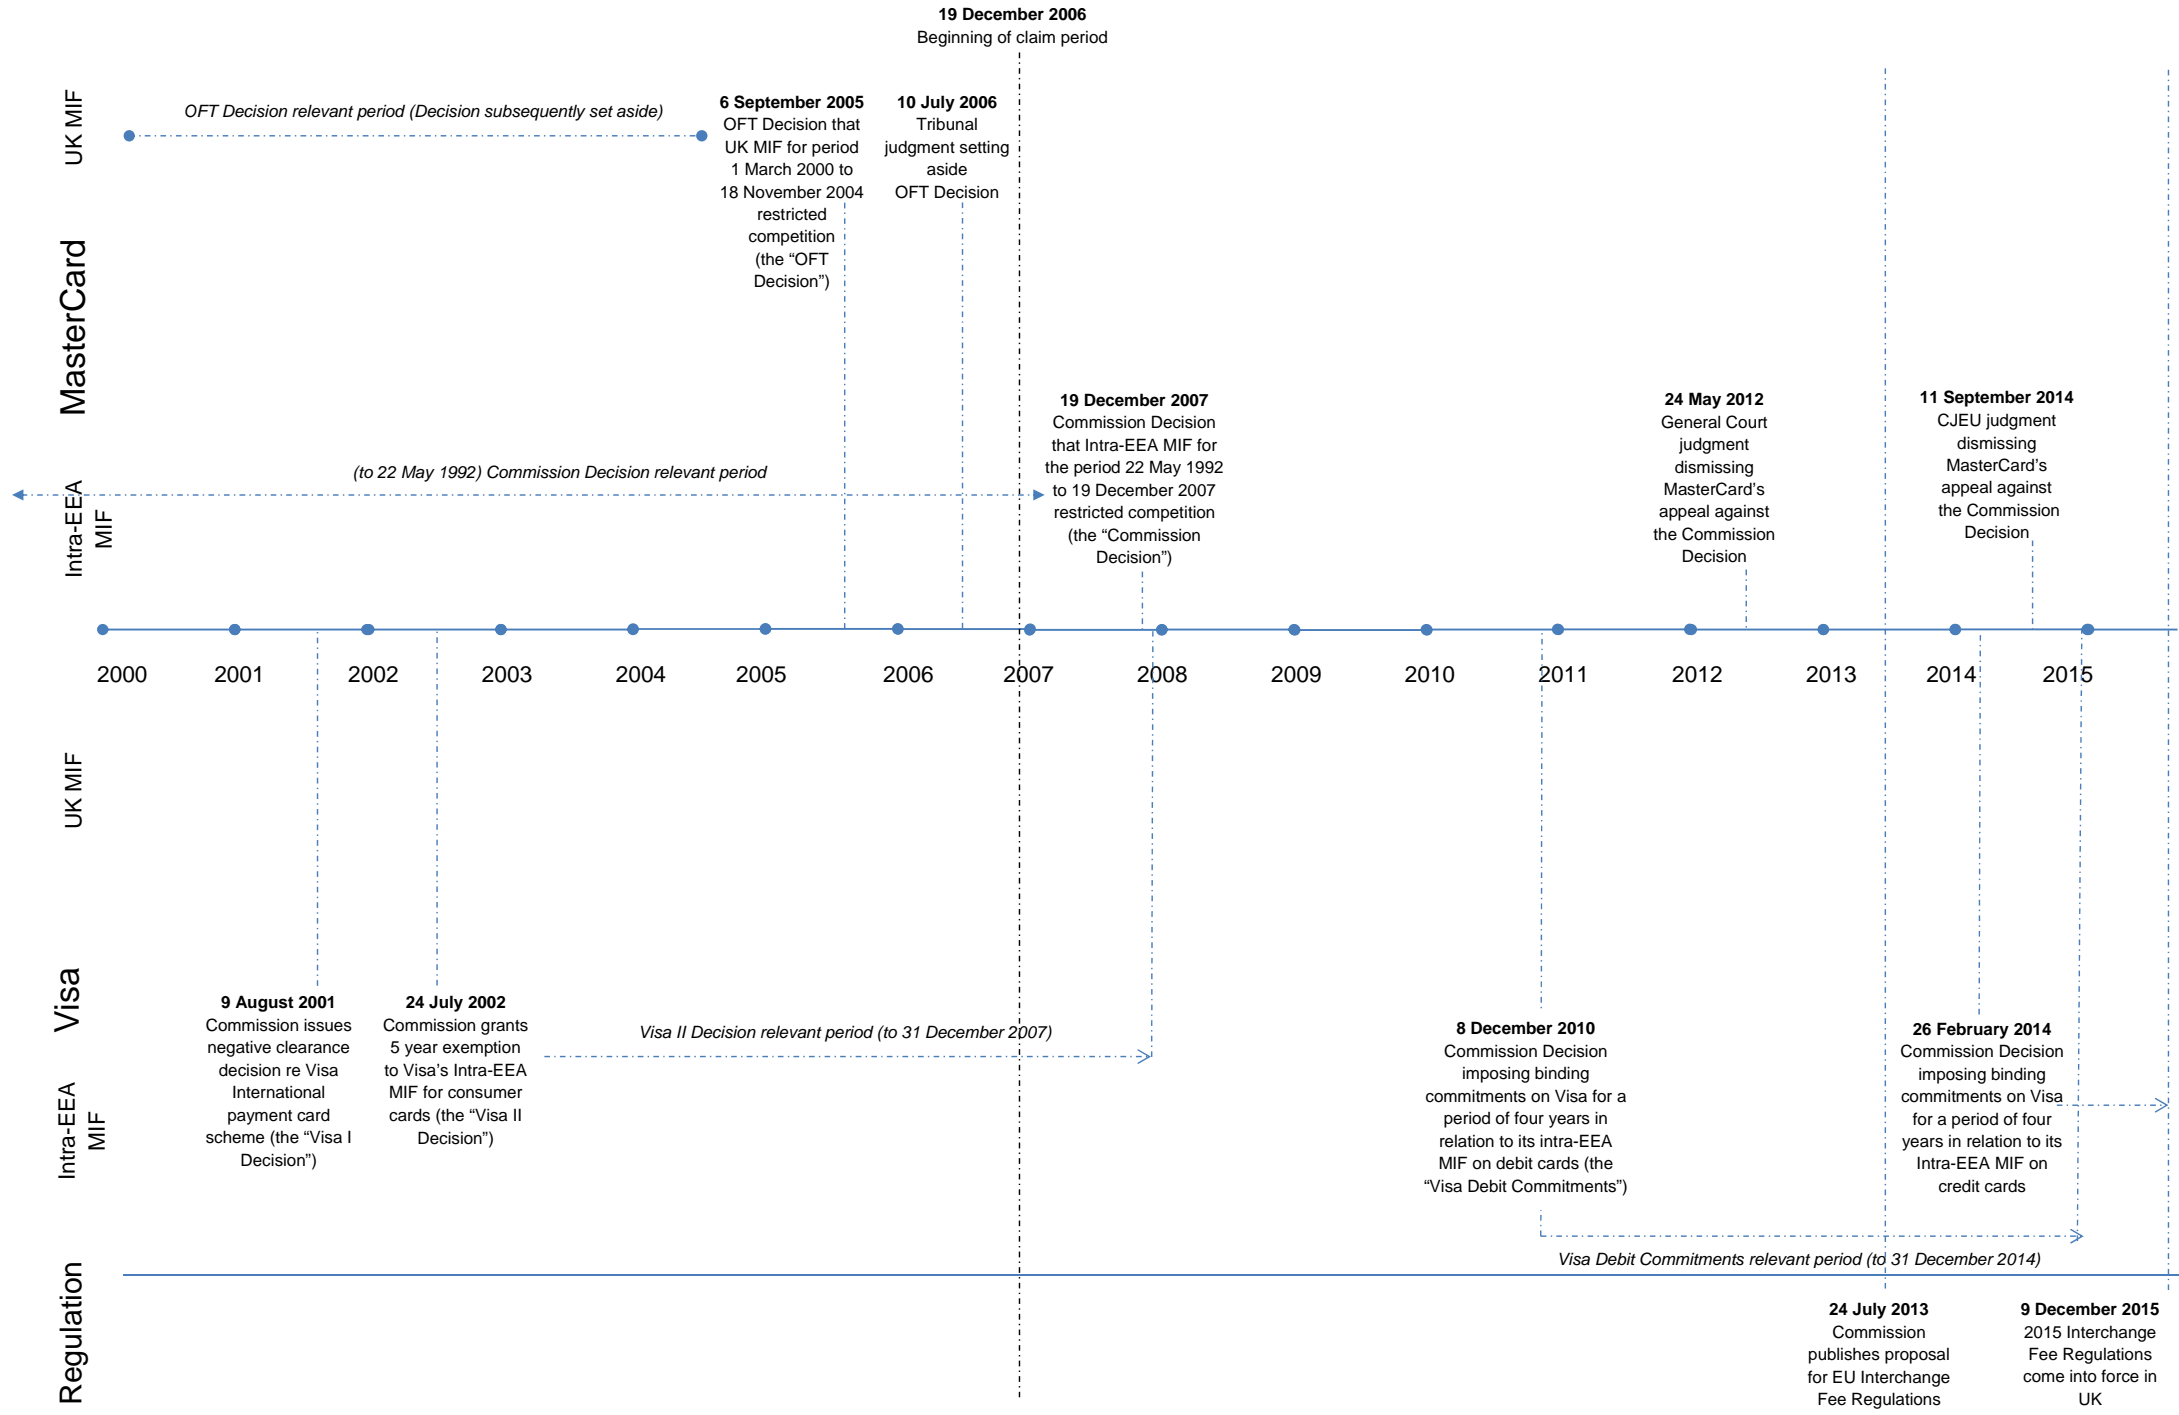 19 December 2006
Beginning of claim period
UK MIF
OFT Decision relevant period (Decision subsequently set aside)
6 September 2005
OFT Decision that
UK MIF for period
1 March 2000 to
18 November 2004
restricted
competition
(the “OFT
Decision”)
10 July 2006
Tribunal
judgment setting
aside
OFT Decision
MasterCard
Intra-EEA
MIF
(to 22 May 1992) Commission Decision relevant period
19 December 2007
Commission Decision
that Intra-EEA MIF for
the period 22 May 1992
to 19 December 2007
restricted competition
(the “Commission
Decision”)
24 May 2012
General Court
judgment
dismissing
MasterCard’s
appeal against
the Commission
Decision
11 September 2014
CJEU judgment
dismissing
MasterCard’s
appeal against
the Commission
Decision
2000 2001 2002 2003 2004 2005 2006 2007 2008 2009 2010 2011 2012 2013 2014 2015
UK MIF
Visa
Intra-EEA
MIF
9 August 2001
Commission issues
negative clearance
decision re Visa
International
payment card
scheme (the “Visa I
Decision”)
24 July 2002
Commission grants
5 year exemption
to Visa’s Intra-EEA
MIF for consumer
cards (the “Visa II
Decision”)
Visa II Decision relevant period (to 31 December 2007)
8 December 2010
Commission Decision
imposing binding
commitments on Visa for a
period of four years in
relation to its intra-EEA
MIF on debit cards (the
“Visa Debit Commitments”)
26 February 2014
Commission Decision
imposing binding
commitments on Visa
for a period of four
years in relation to its
Intra-EEA MIF on
credit cards
Visa Debit Commitments relevant period (to 31 December 2014)
Regulation
24 July 2013
Commission
publishes proposal
for EU Interchange
Fee Regulations
9 December 2015
2015 Interchange
Fee Regulations
come into force in
UK